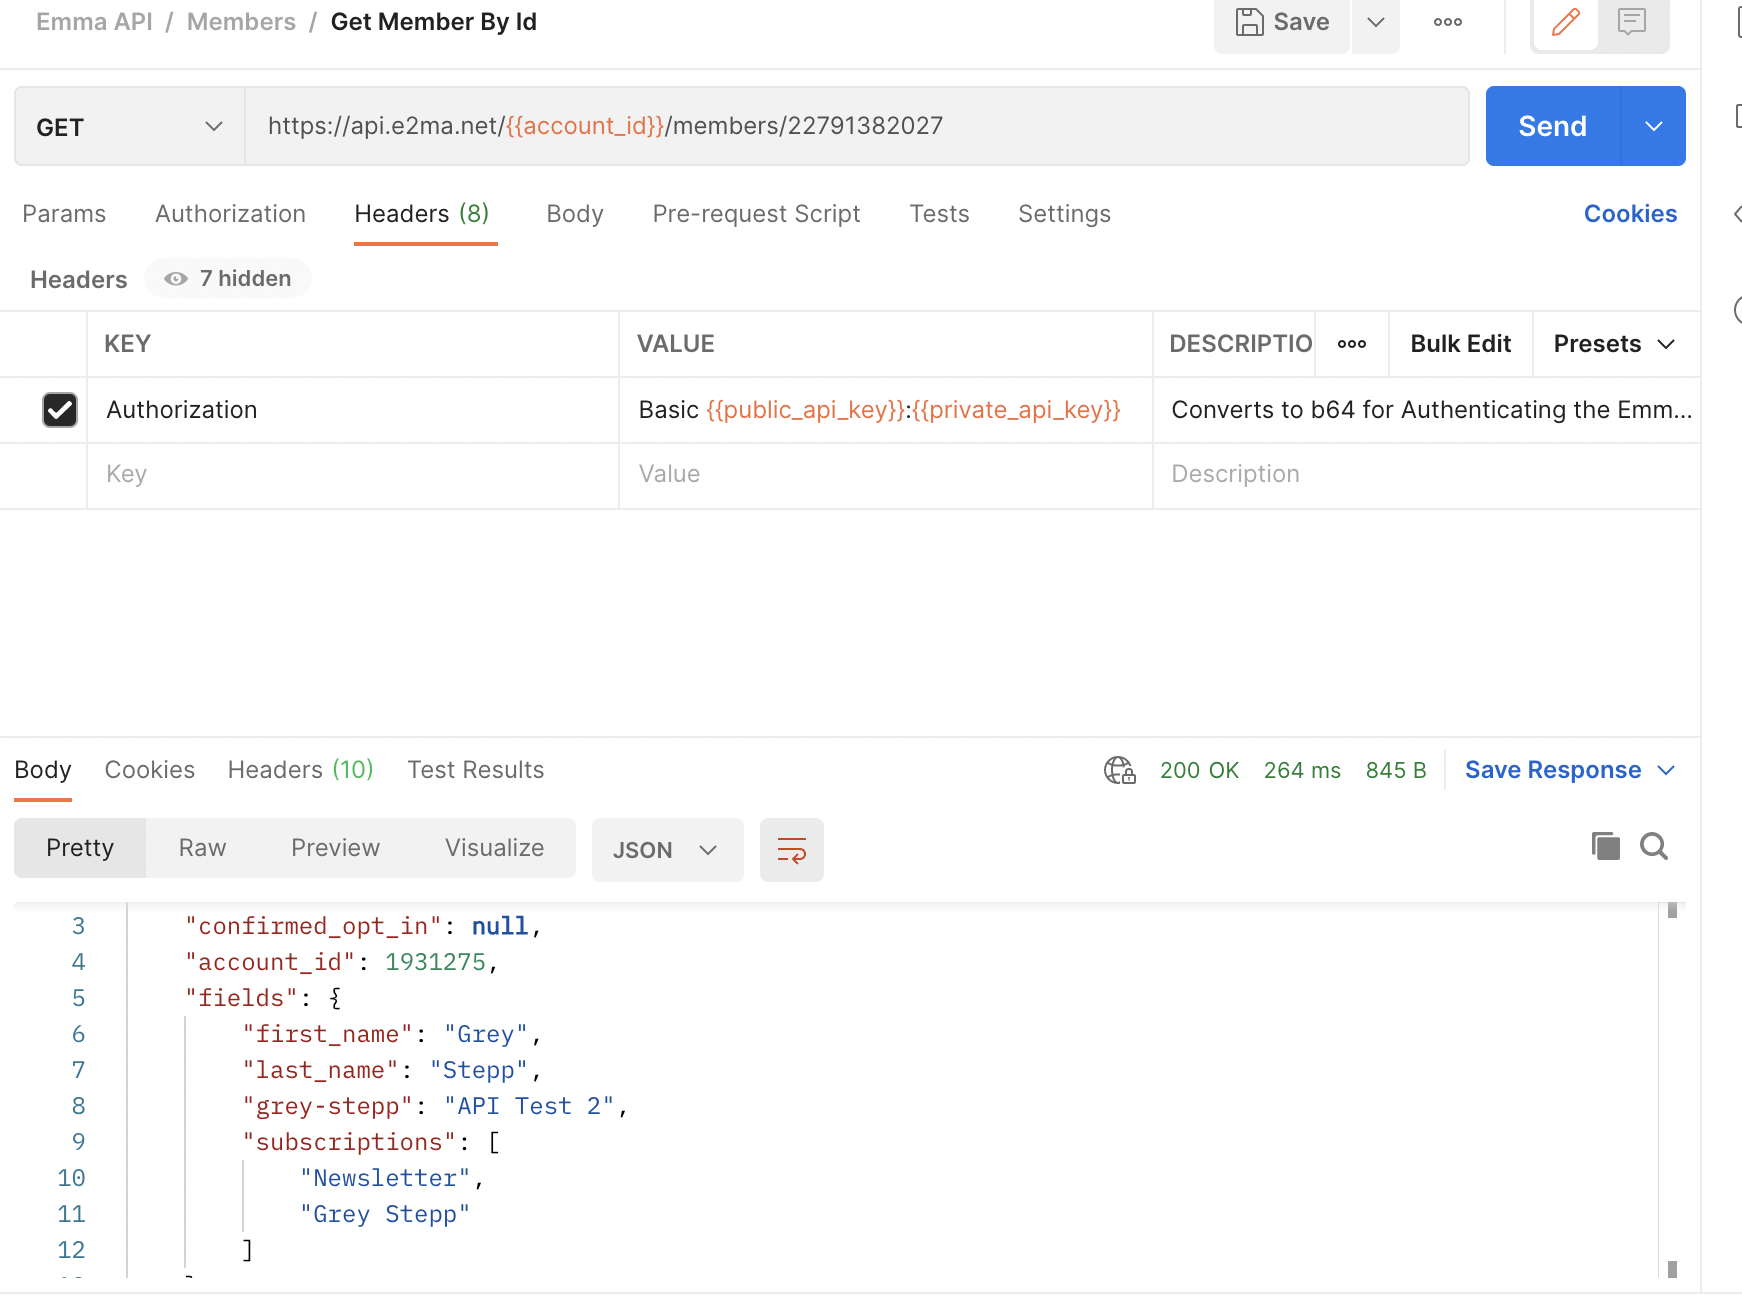 Emma API / Members / Get Member By Id
Save
GET
https://api.e2ma.net/{{account_id}}/members/22791382027
Send
Params Authorization Headers (8) Body Pre-request Script Tests Settings Cookies
Headers 7 hidden
KEY VALUE DESCRIPTIO Bulk Edit Presets
Authorization Basic {{public_api_key}}:{{private_api_key}} Converts to b64 for Authenticating the Emm...
Key Value Description
Body Cookies Headers (10) Test Results 200 OK 264 ms 845 B Save Response
Pretty Raw Preview Visualize JSON
3 "confirmed_opt_in": null,
4 "account_id": 1931275,
5 "fields": {
6 "first_name": "Grey",
7 "last_name": "Stepp",
8 "grey-stepp": "API Test 2",
9 "subscriptions": [
10 "Newsletter",
11 "Grey Stepp"
12 ]